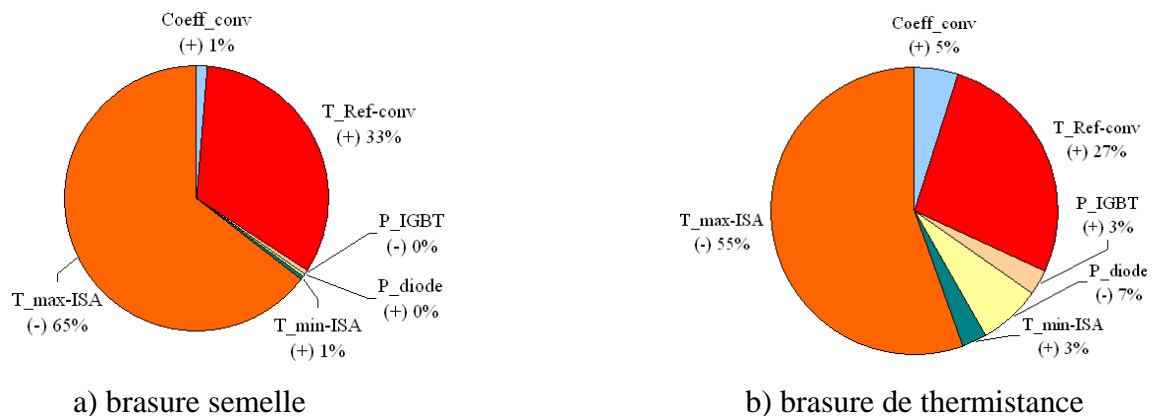 Coeff_conv
(+) 1%
T_Ref-conv
(+) 33%
P_IGBT
(-) 0%
P_diode
(+) 0%
T_min-ISA
(+) 1%
T_max-ISA
(-) 65%
a) brasure semelle
Coeff_conv
(+) 5%
T_Ref-conv
(+) 27%
P_IGBT
(+) 3%
P_diode
(-) 7%
T_min-ISA
(+) 3%
T_max-ISA
(-) 55%
b) brasure de thermistance